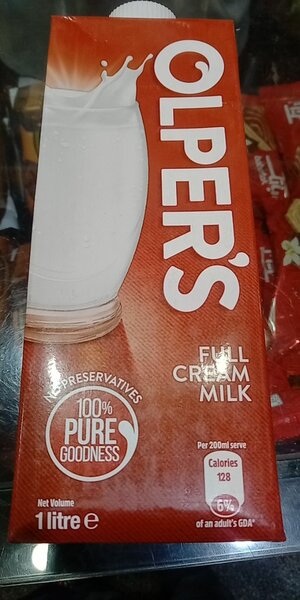 OLPER'S
FULL
CREAM
MILK
NO PRESERVATIVES
100%
PURE
GOODNESS
Per 200ml serve
Calories
128
6%
of an adult's GDA*
Net Volume
1 litre e